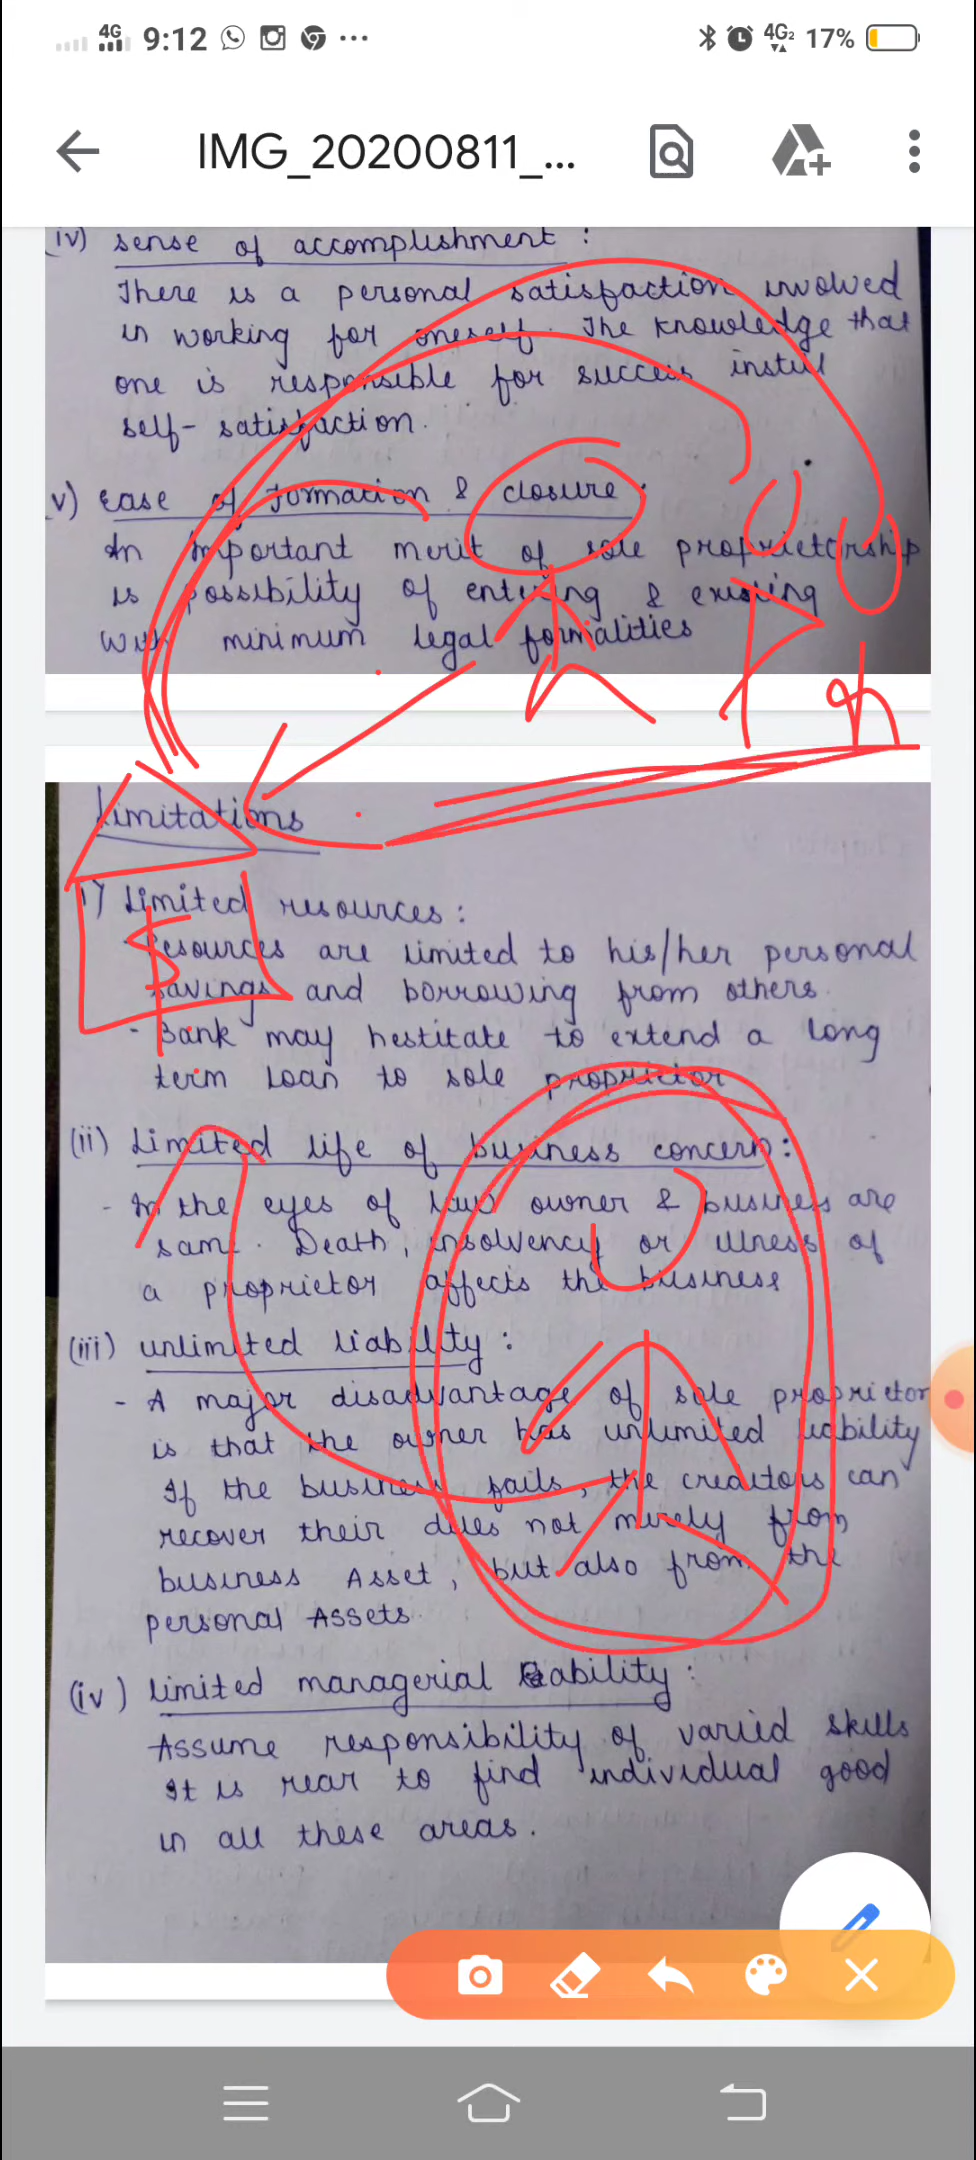 4G 9:12 ... 4G2 17%
IMG_20200811_...
(iv) sense of accomplishment :
There is a personal satisfaction involved
in working for oneself. The knowledge that
one is responsible for success instill
self-satisfaction.
v) Ease of formation & closure :
An important merit of sole proprietorship
is possibility of entering & existing
with minimum legal formalities
Limitations
i) Limited resources :
- Resources are limited to his/her personal
savings and borrowing from others
- Bank may hestitate to extend a long
term loan to sole proprietor
(ii) Limited life of business concern :
- In the eyes of law owner & business are
same. Death, insolvency or illness of
a proprietor affects the business
(iii) unlimited liability :
- A major disadvantage of sole proprietor
is that the owner has unlimited liability
If the business fails, the creditors can
recover their dues not merely from
business Asset, but also from the
personal Assets.
(iv) limited managerial ability :
Assume responsibility of varied skills
It is rear to find individual good
in all these areas.